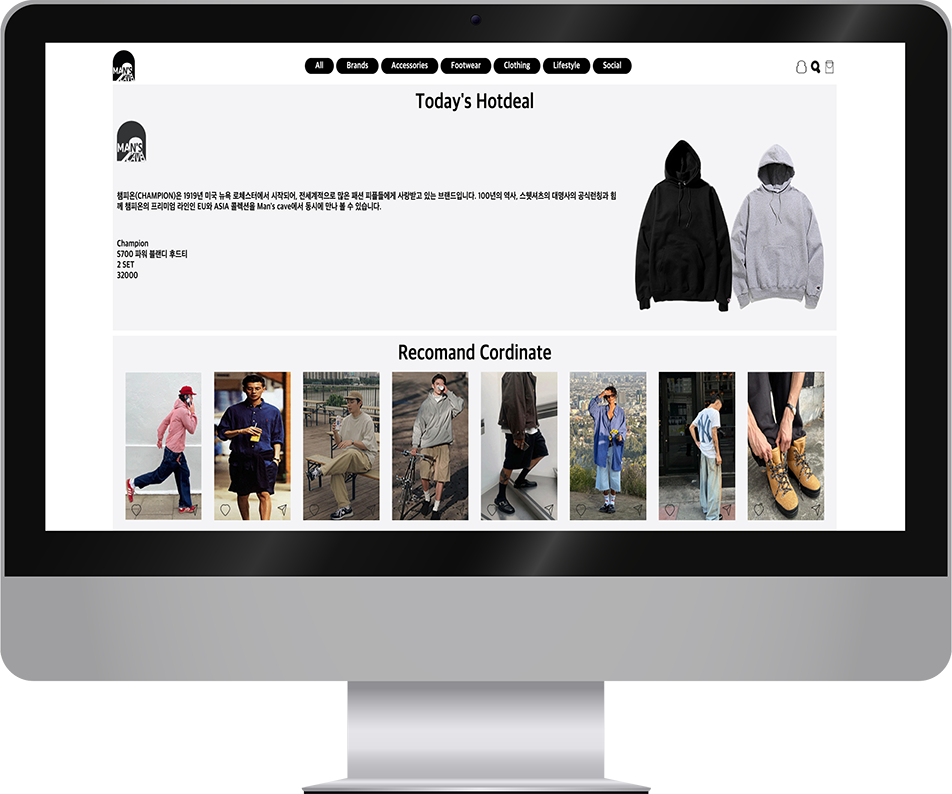 MAN'S
CAVE
All
Brands
Accessories
Footwear
Clothing
Lifestyle
Social
Today's Hotdeal
MAN'S
CAVE
챔피온(CHAMPION)은 1919년 미국 뉴욕 로체스터에서 시작되어, 전세계적으로 많은 패션 피플들에게 사랑받고 있는 브랜드입니다. 100년의 역사, 스웻셔츠의 대명사의 공식런칭과 함
께 챔피온의 프리미엄 라인인 EU와 ASIA 콜렉션을 Man's cave에서 동시에 만나 볼 수 있습니다.
Champion
S700 파워 블랜디 후드티
2 SET
32000
Recomand Cordinate